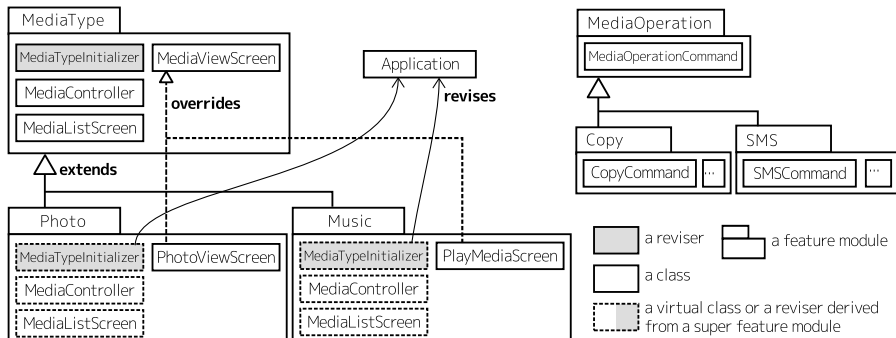 MediaType
MediaTypeInitializer
MediaViewScreen
MediaController
MediaListScreen
overrides
extends
Application
revises
MediaOperation
MediaOperationCommand
Copy
CopyCommand
...
SMS
SMSCommand
...
Photo
MediaTypeInitializer
PhotoViewScreen
MediaController
MediaListScreen
Music
MediaTypeInitializer
PlayMediaScreen
MediaController
MediaListScreen
a reviser
a feature module
a class
a virtual class or a reviser derived
from a super feature module